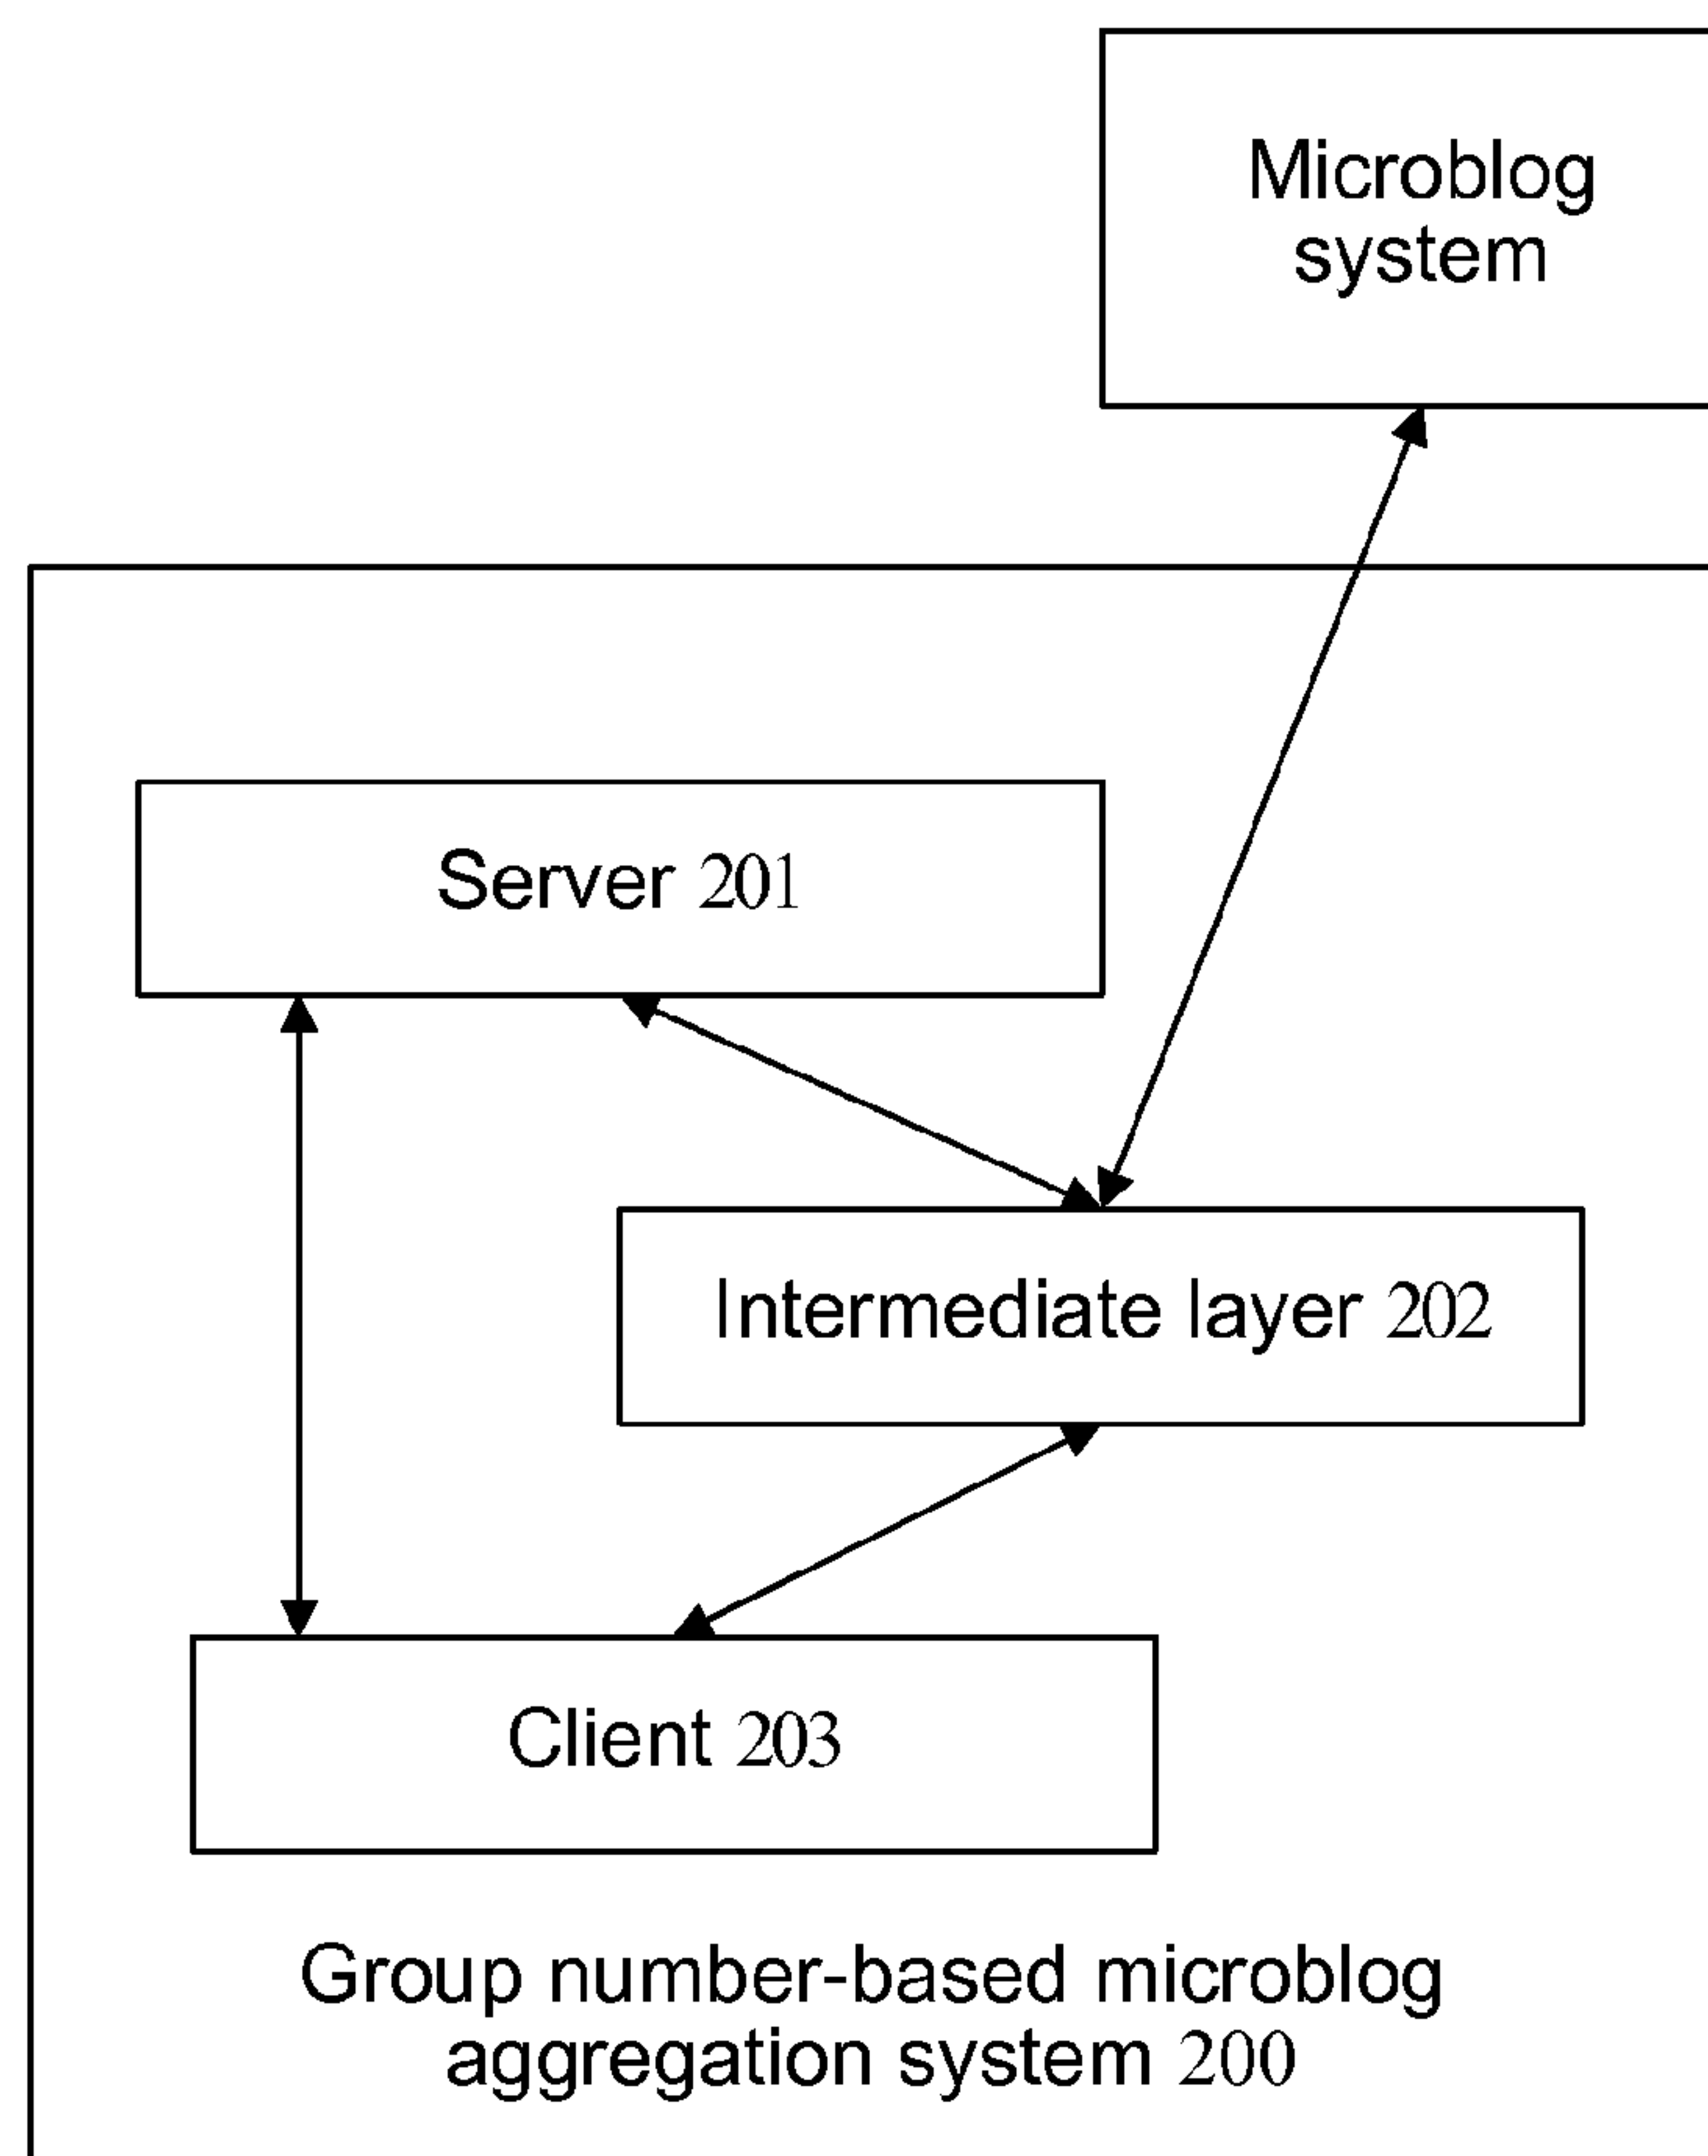 Microblog
system
Server 201
Intermediate layer 202
Client 203
Group number-based microblog
aggregation system 200